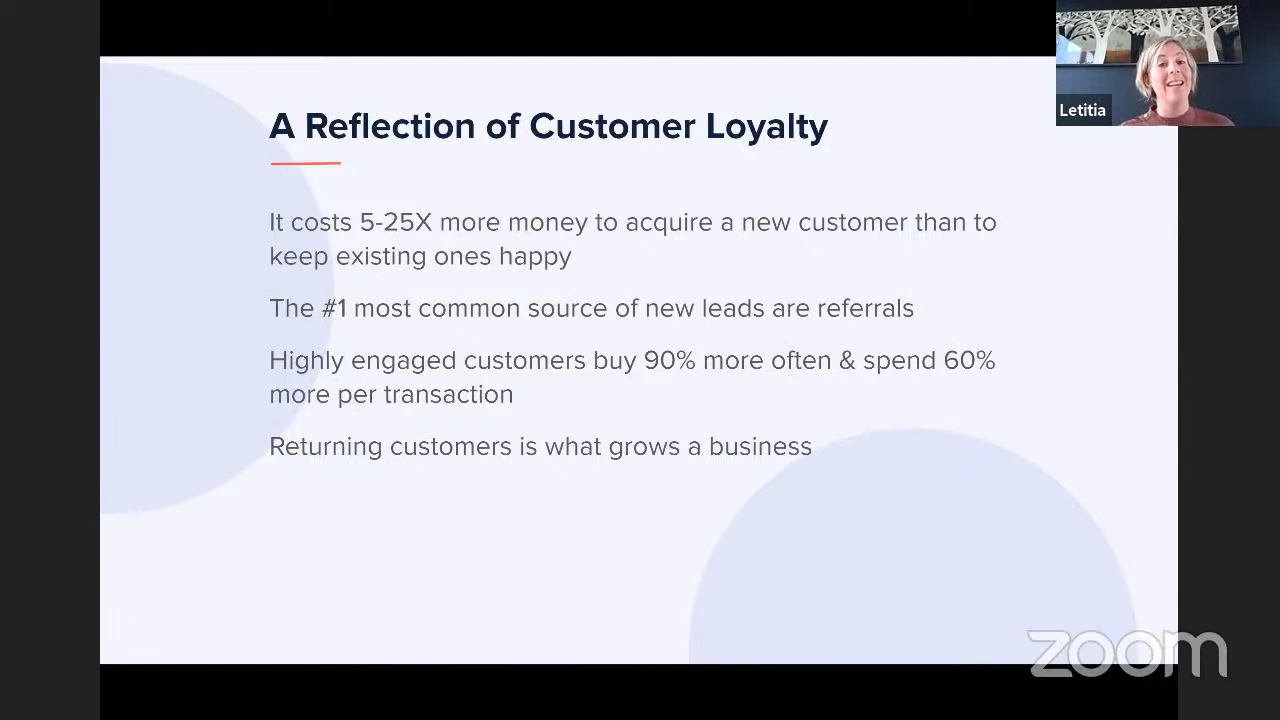 A Reflection of Customer Loyalty
Letitia
It costs 5-25X more money to acquire a new customer than to
keep existing ones happy
The #1 most common source of new leads are referrals
Highly engaged customers buy 90% more often & spend 60%
more per transaction
Returning customers is what grows a business
zoom